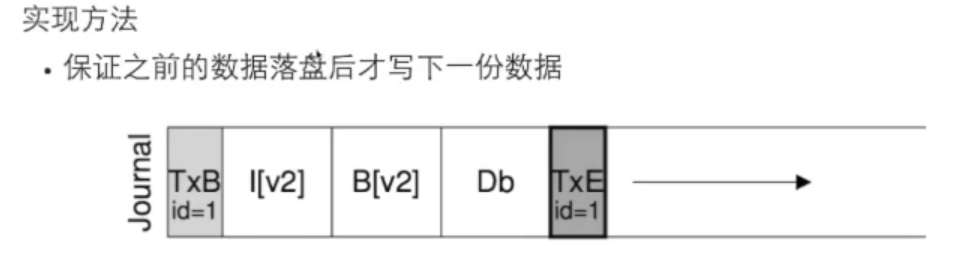 实现方法
• 保证之前的数据落盘后才写下一份数据
Journal
TxB id=1 I[v2] B[v2] Db TxE id=1